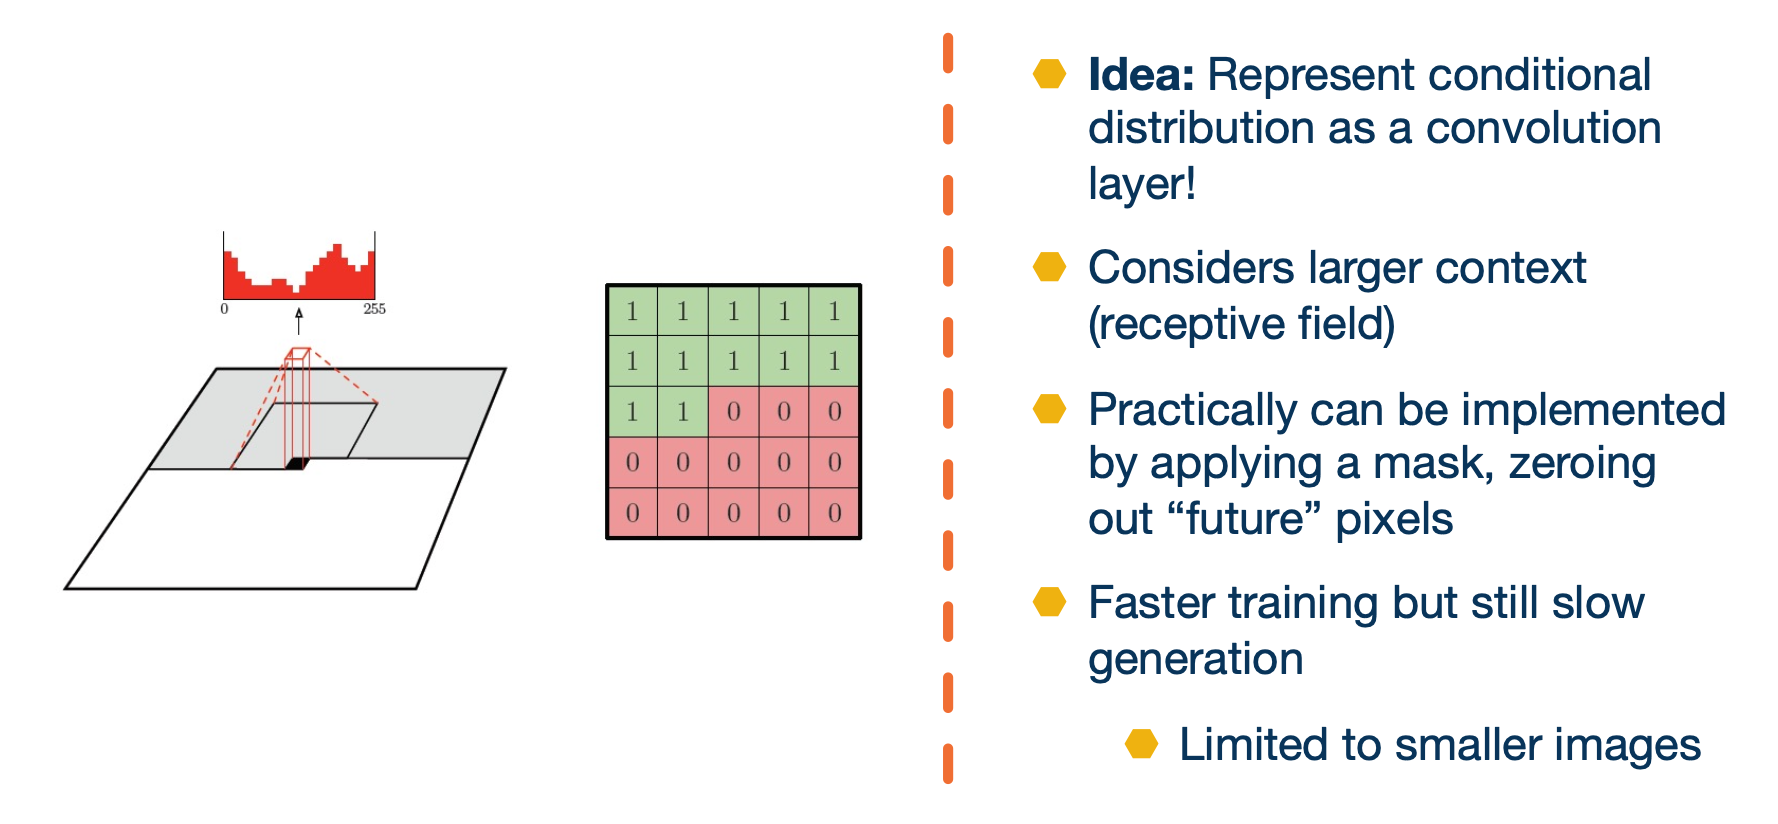 0
255
1 1 1 1 1
1 1 1 1 1
1 1 0 0 0
0 0 0 0 0
0 0 0 0 0
Idea: Represent conditional
distribution as a convolution
layer!
Considers larger context
(receptive field)
Practically can be implemented
by applying a mask, zeroing
out “future” pixels
Faster training but still slow
generation
Limited to smaller images